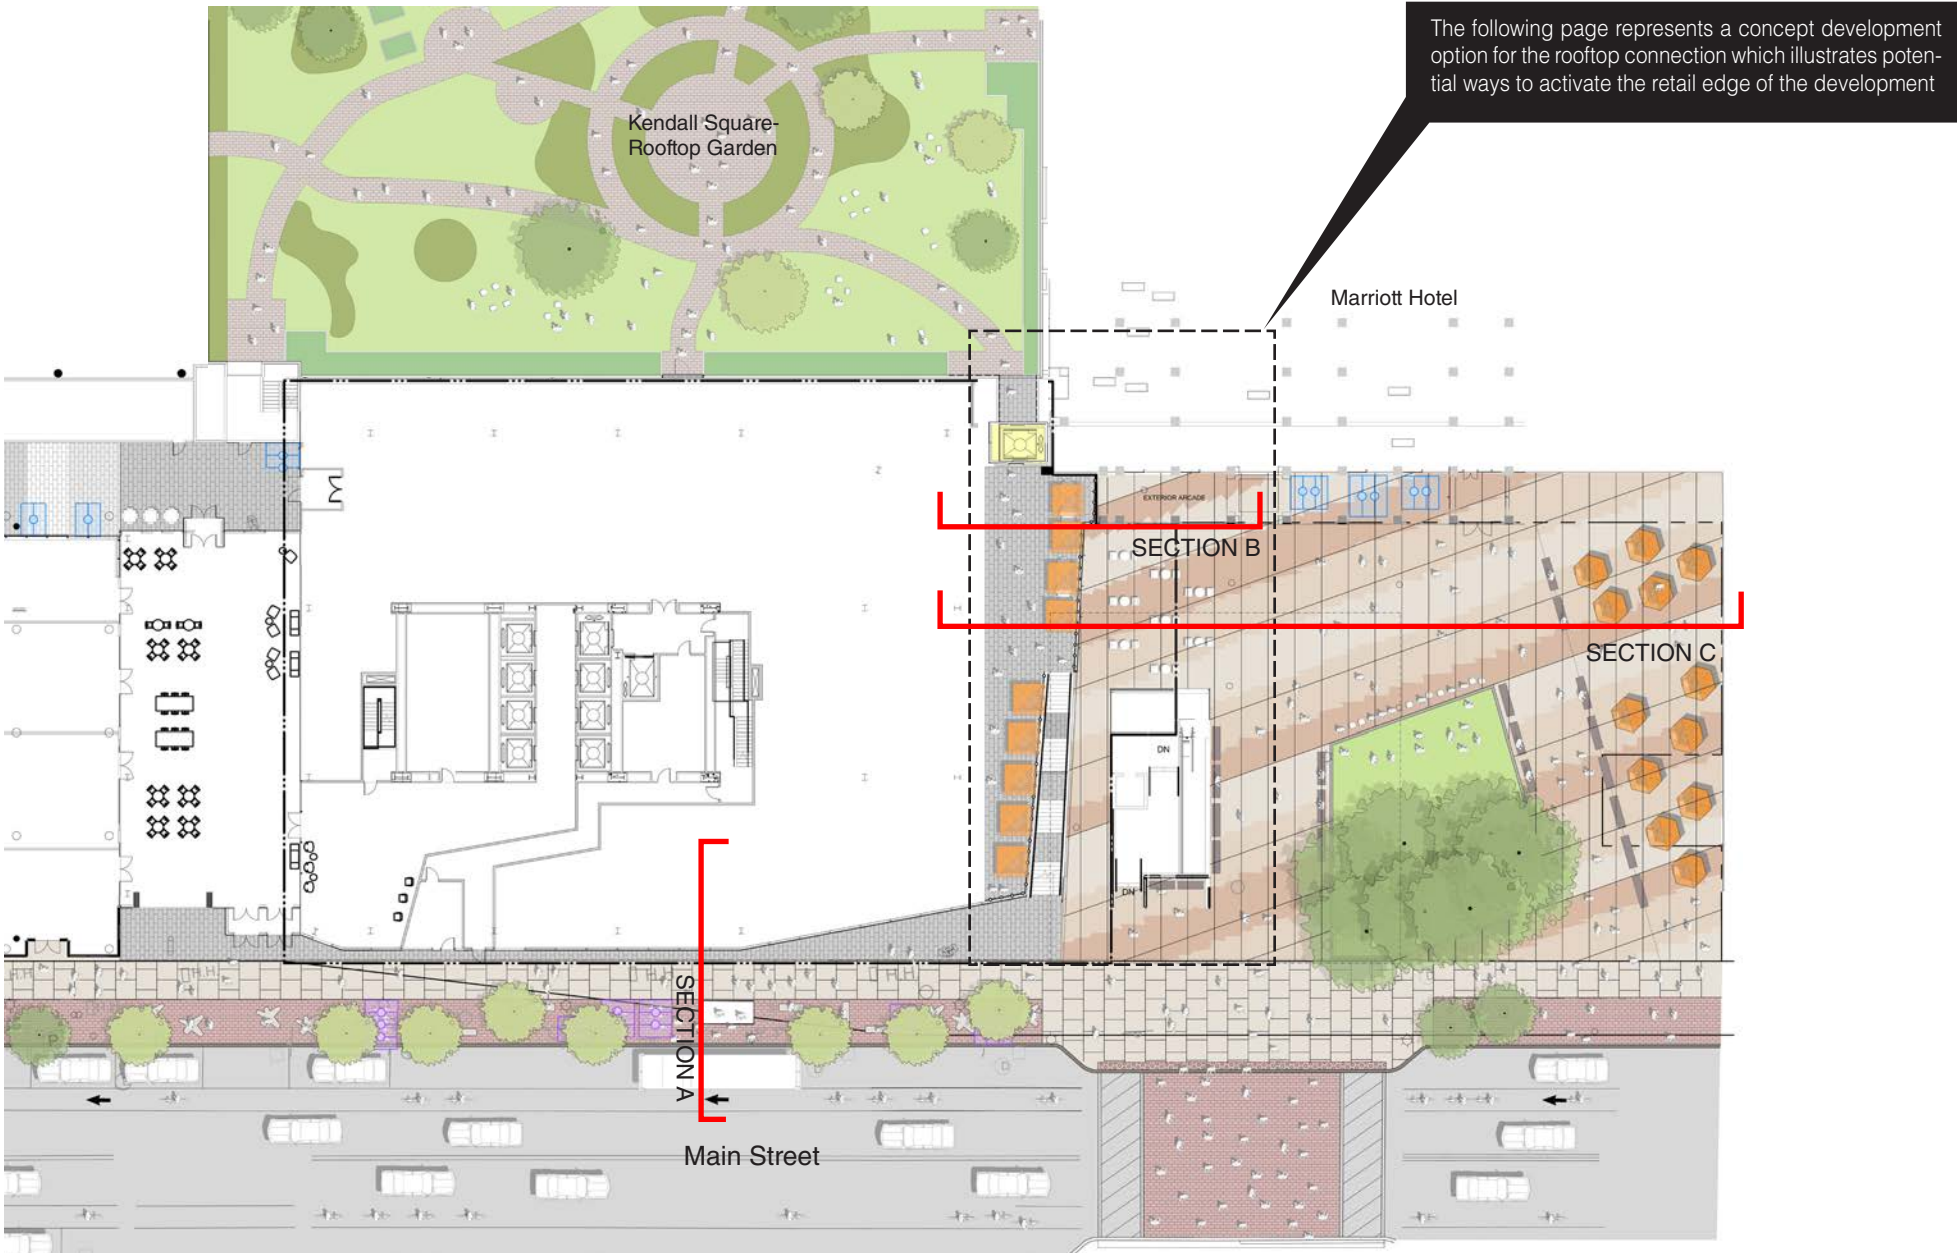 The following page represents a concept development
option for the rooftop connection which illustrates poten-
tial ways to activate the retail edge of the development
Kendall Square-
Rooftop Garden
Marriott Hotel
EXTERIOR ARCADE
SECTION B
SECTION C
DN
DN
SECTION A
Main Street